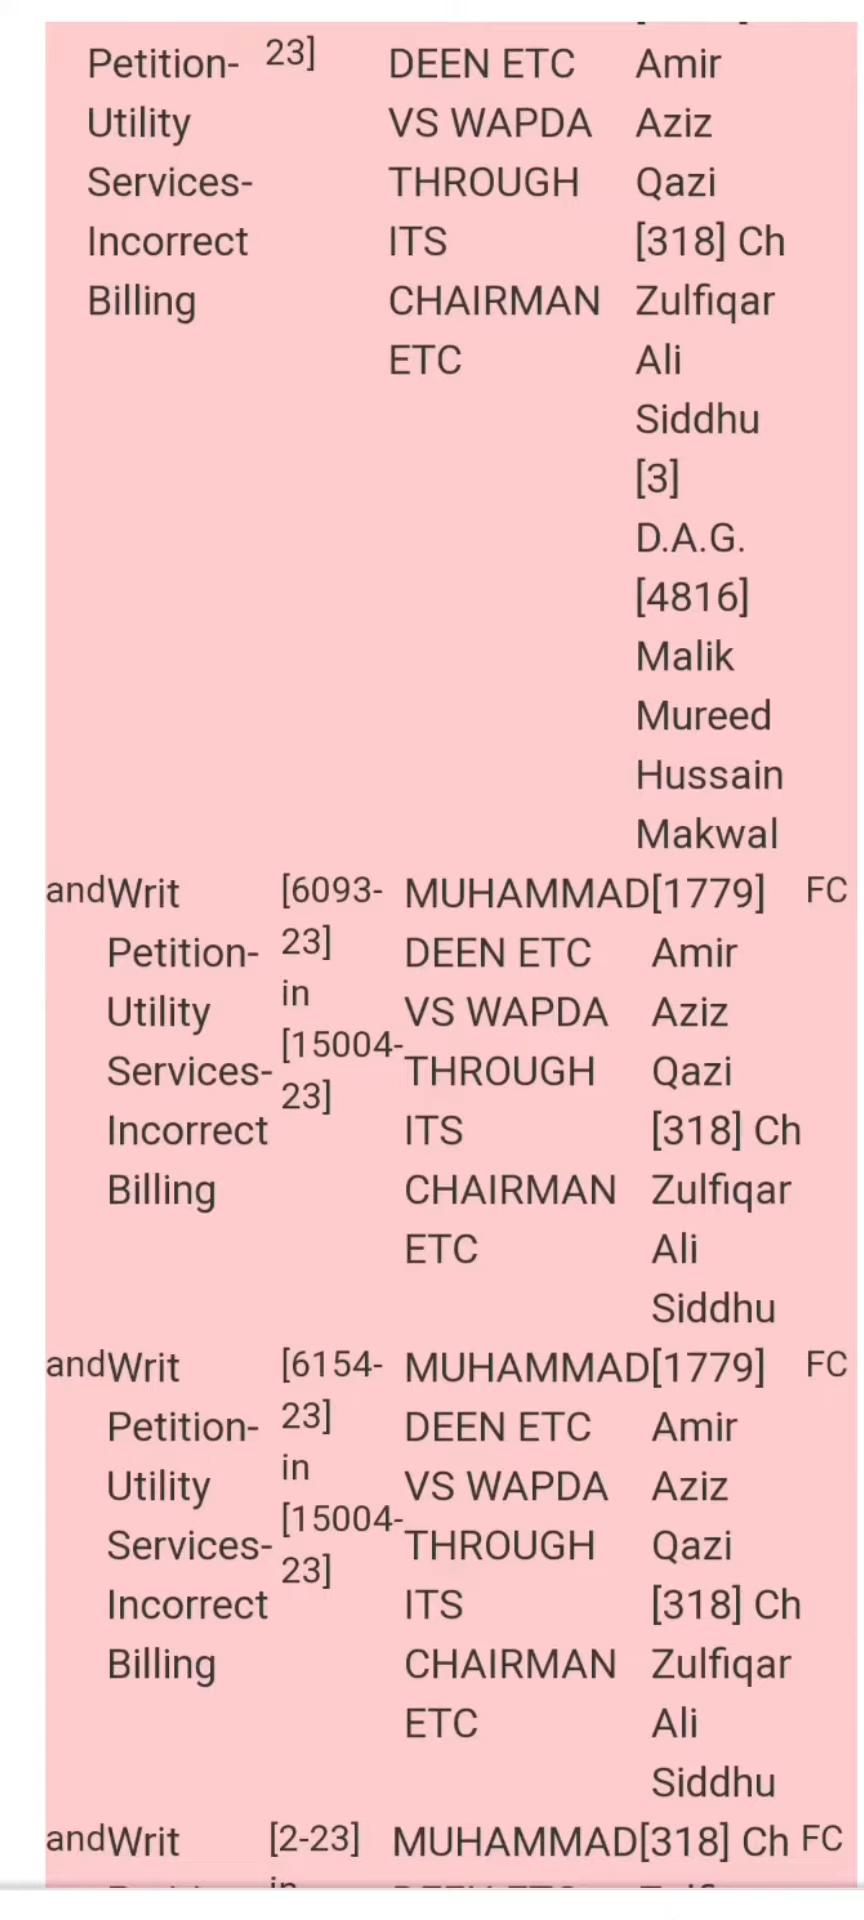 Petition- 23] DEEN ETC Amir
Utility VS WAPDA Aziz
Services- THROUGH Qazi
Incorrect ITS [318] Ch
Billing CHAIRMAN Zulfiqar
ETC Ali
Siddhu
[3]
D.A.G.
[4816]
Malik
Mureed
Hussain
Makwal
andWrit [6093- MUHAMMAD[1779] FC
Petition- 23] DEEN ETC Amir
Utility in VS WAPDA Aziz
Services- [15004- THROUGH Qazi
Incorrect 23] ITS [318] Ch
Billing CHAIRMAN Zulfiqar
ETC Ali
Siddhu
andWrit [6154- MUHAMMAD[1779] FC
Petition- 23] DEEN ETC Amir
Utility in VS WAPDA Aziz
Services- [15004- THROUGH Qazi
Incorrect 23] ITS [318] Ch
Billing CHAIRMAN Zulfiqar
ETC Ali
Siddhu
andWrit [2-23] MUHAMMAD[318] Ch FC